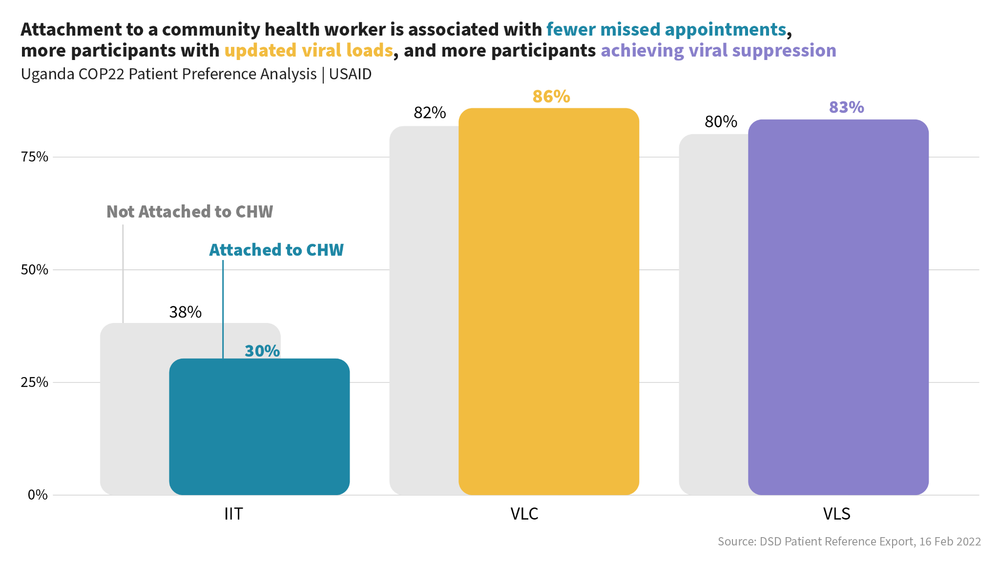 Attachment to a community health worker is associated with fewer missed appointments,
more participants with updated viral loads, and more participants achieving viral suppression
Uganda COP22 Patient Preference Analysis | USAID
86%
82%
83%
80%
75%
Not Attached to CHW
Attached to CHW
50%
38%
30%
25%
0%
IIT
VLC
VLS
Source: DSD Patient Reference Export, 16 Feb 2022